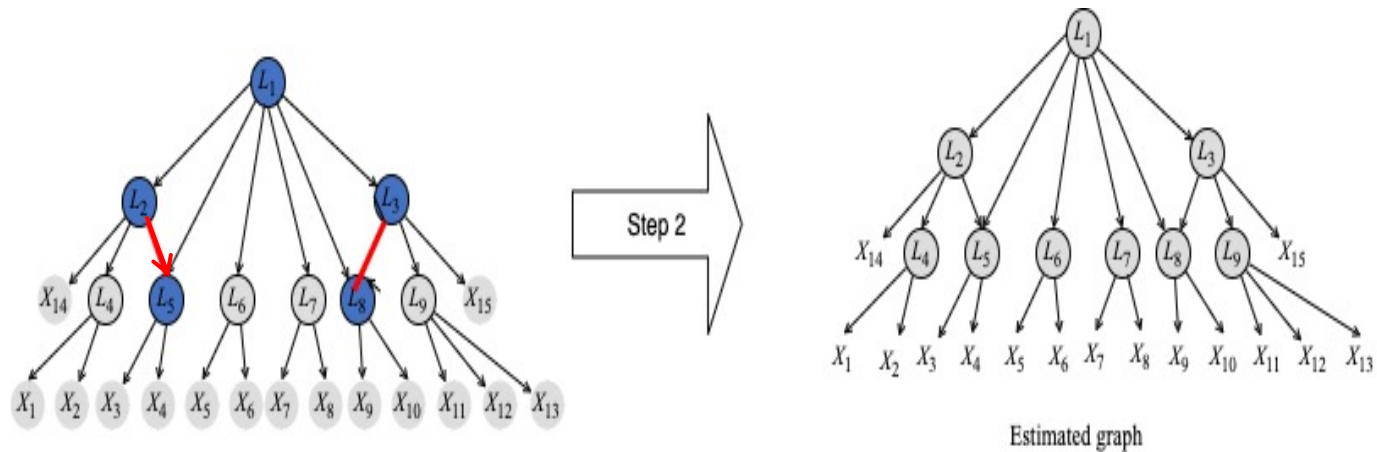 L1
L2
L3
X14 L4 L5 L6 L7 L8 L9 X15
X1 X2 X3 X4 X5 X6 X7 X8 X9 X10 X11 X12 X13
Step 2
L1
L2
L3
X14 L4 L5 L6 L7 L8 L9 X15
X1 X2 X3 X4 X5 X6 X7 X8 X9 X10 X11 X12 X13
Estimated graph